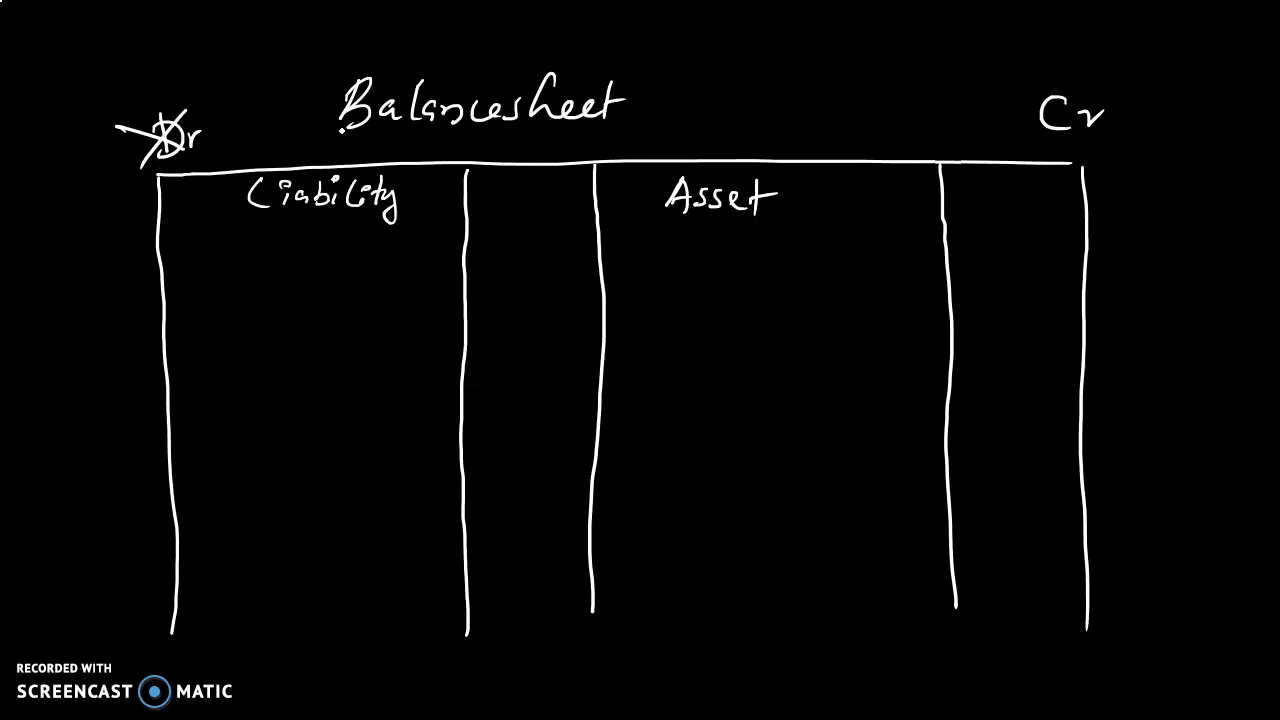 Balancesheet
Dr Cr
Liability Asset
RECORDED WITH
SCREENCAST MATIC